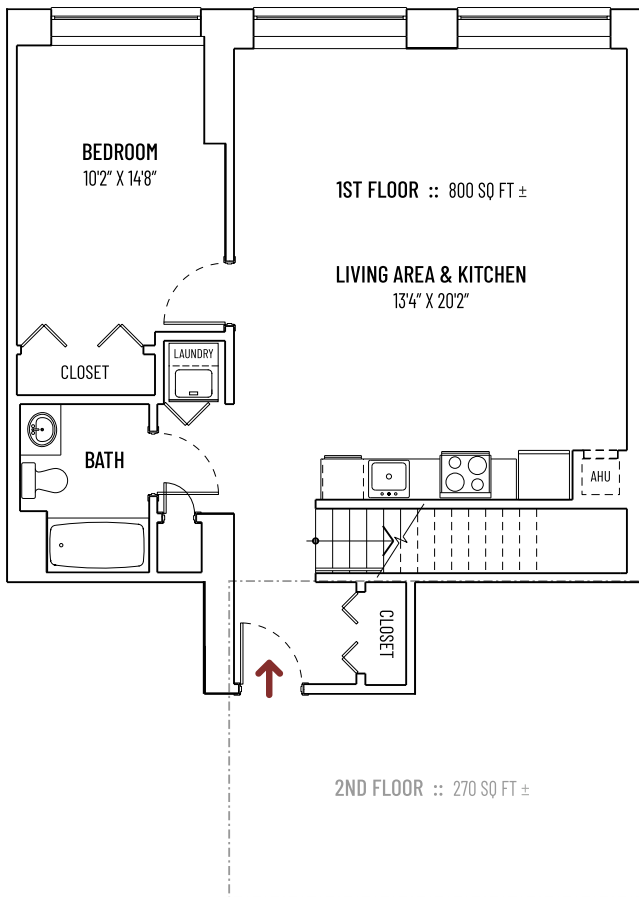 BEDROOM
10'2" X 14'8"
1ST FLOOR :: 800 SQ FT ±
LIVING AREA & KITCHEN
13'4" X 20'2"
LAUNDRY
CLOSET
BATH
AHU
CLOSET
2ND FLOOR :: 270 SQ FT ±